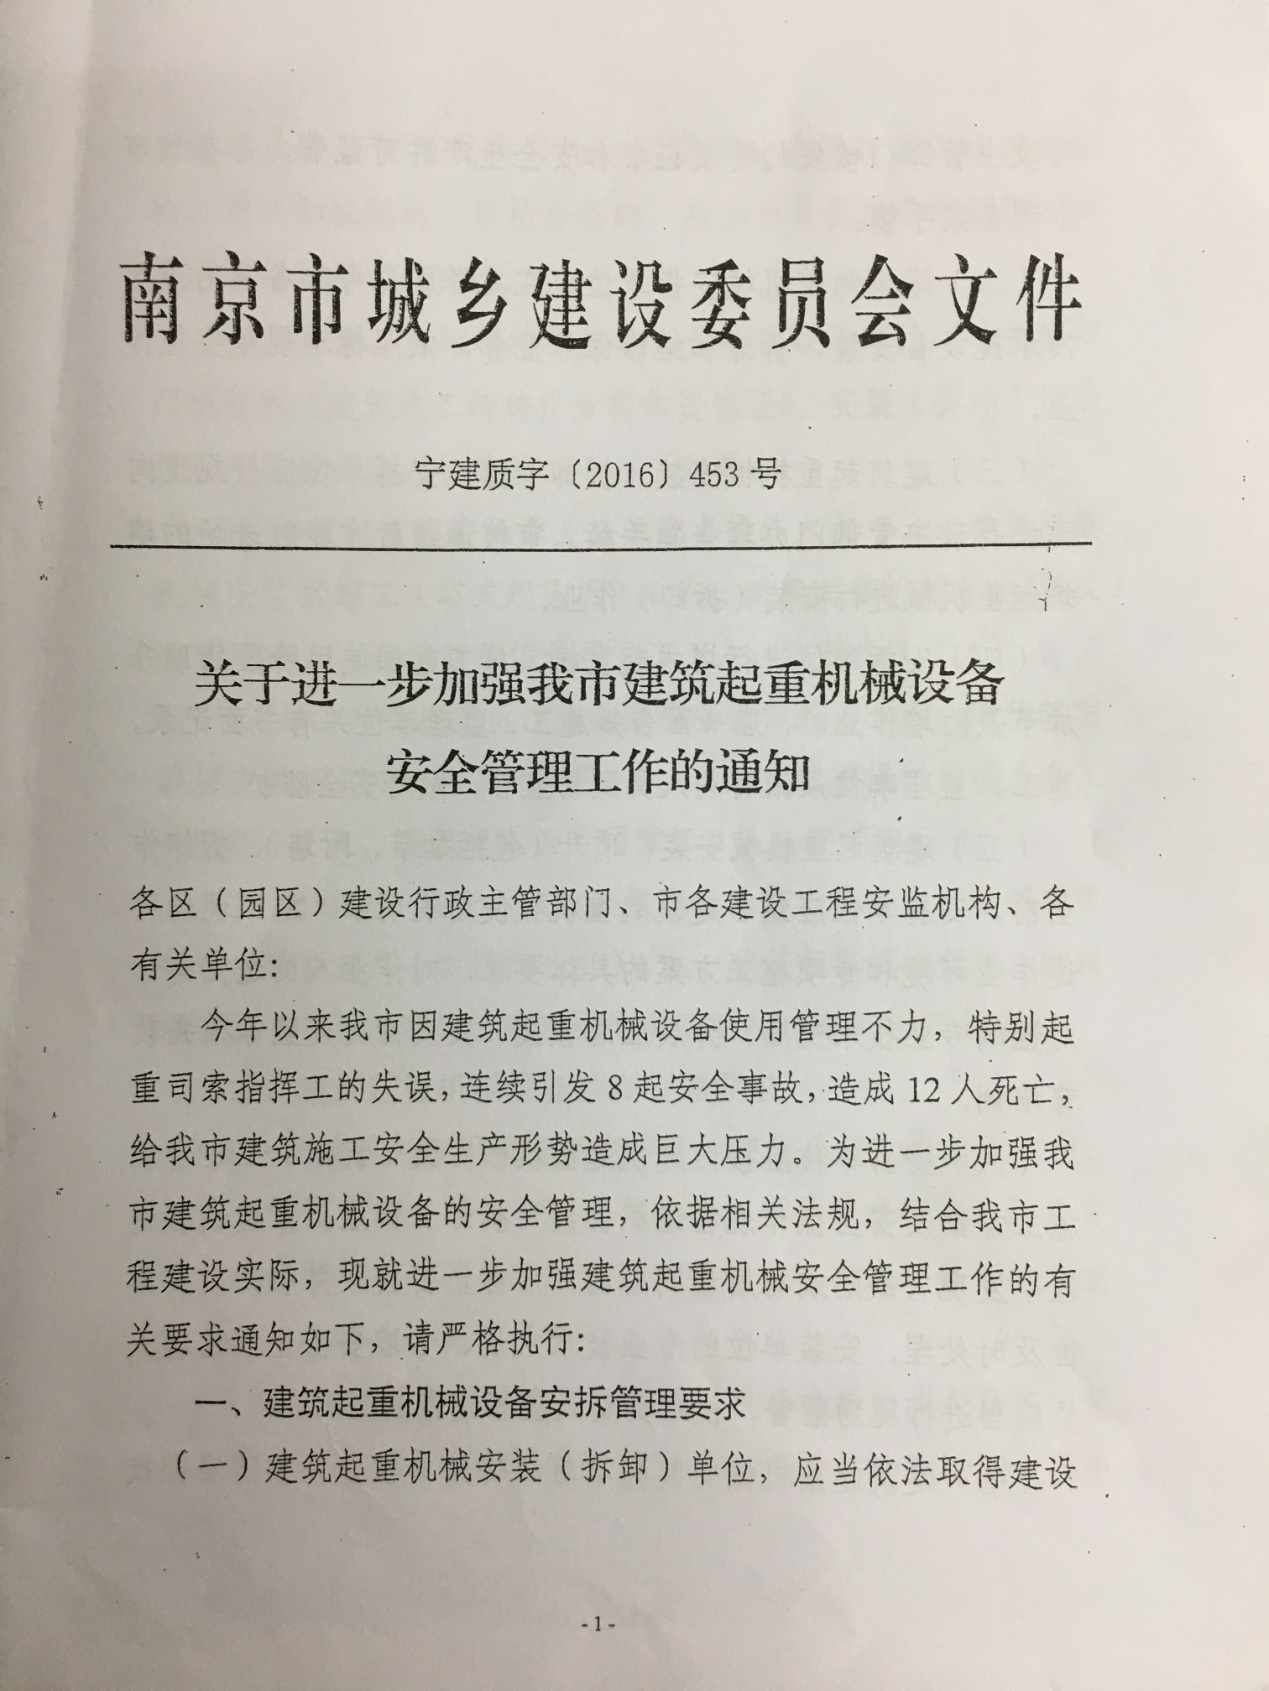 南京市城乡建设委员会文件
宁建质字〔2016〕453号
关于进一步加强我市建筑起重机械设备
安全管理工作的通知
各区（园区）建设行政主管部门、市各建设工程安监机构、各
有关单位:
今年以来我市因建筑起重机械设备使用管理不力，特别起
重司索指挥工的失误,连续引发8起安全事故,造成12人死亡,
给我市建筑施工安全生产形势造成巨大压力。为进一步加强我
市建筑起重机械设备的安全管理，依据相关法规，结合我市工
程建设实际，现就进一步加强建筑起重机械安全管理工作的有
关要求通知如下，请严格执行:
一、建筑起重机械设备安拆管理要求
（一）建筑起重机械安装（拆卸）单位，应当依法取得建设
-1-